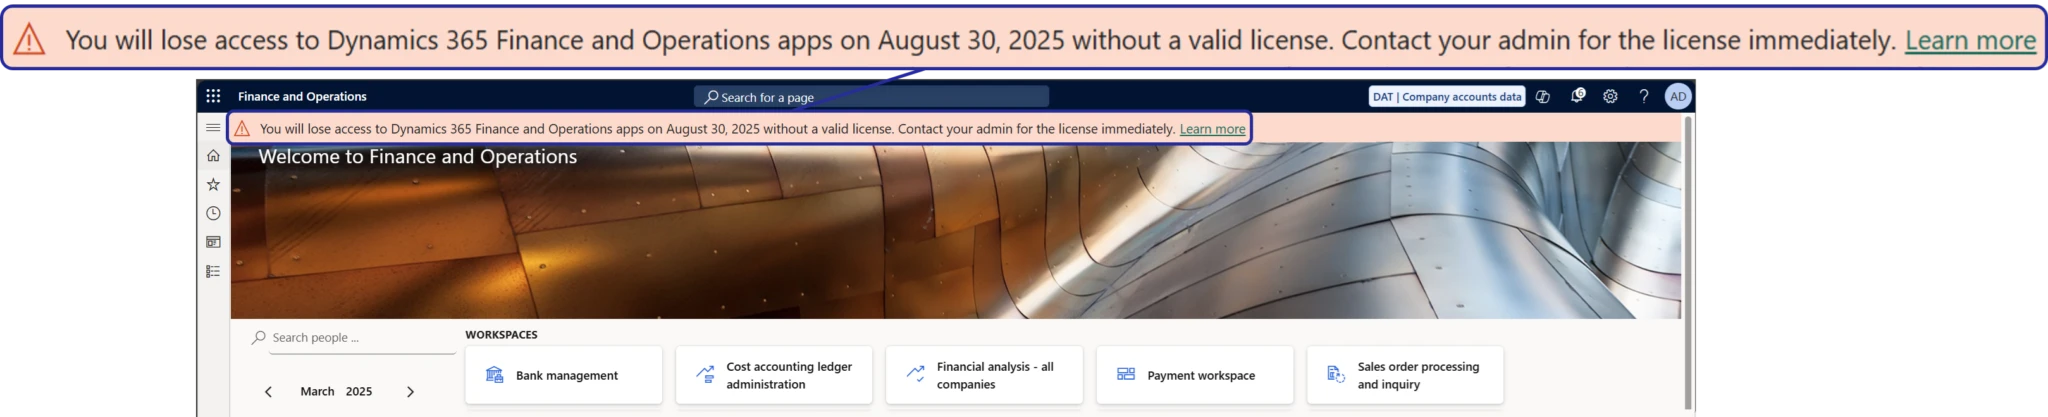 You will lose access to Dynamics 365 Finance and Operations apps on August 30, 2025 without a valid license. Contact your admin for the license immediately. Learn more
Finance and Operations
Search for a page
DAT | Company accounts data
6
?
AD
You will lose access to Dynamics 365 Finance and Operations apps on August 30, 2025 without a valid license. Contact your admin for the license immediately. Learn more
Welcome to Finance and Operations
Search people ...
WORKSPACES
Bank management
Cost accounting ledger
administration
Financial analysis - all
companies
Payment workspace
Sales order processing
and inquiry
March 2025